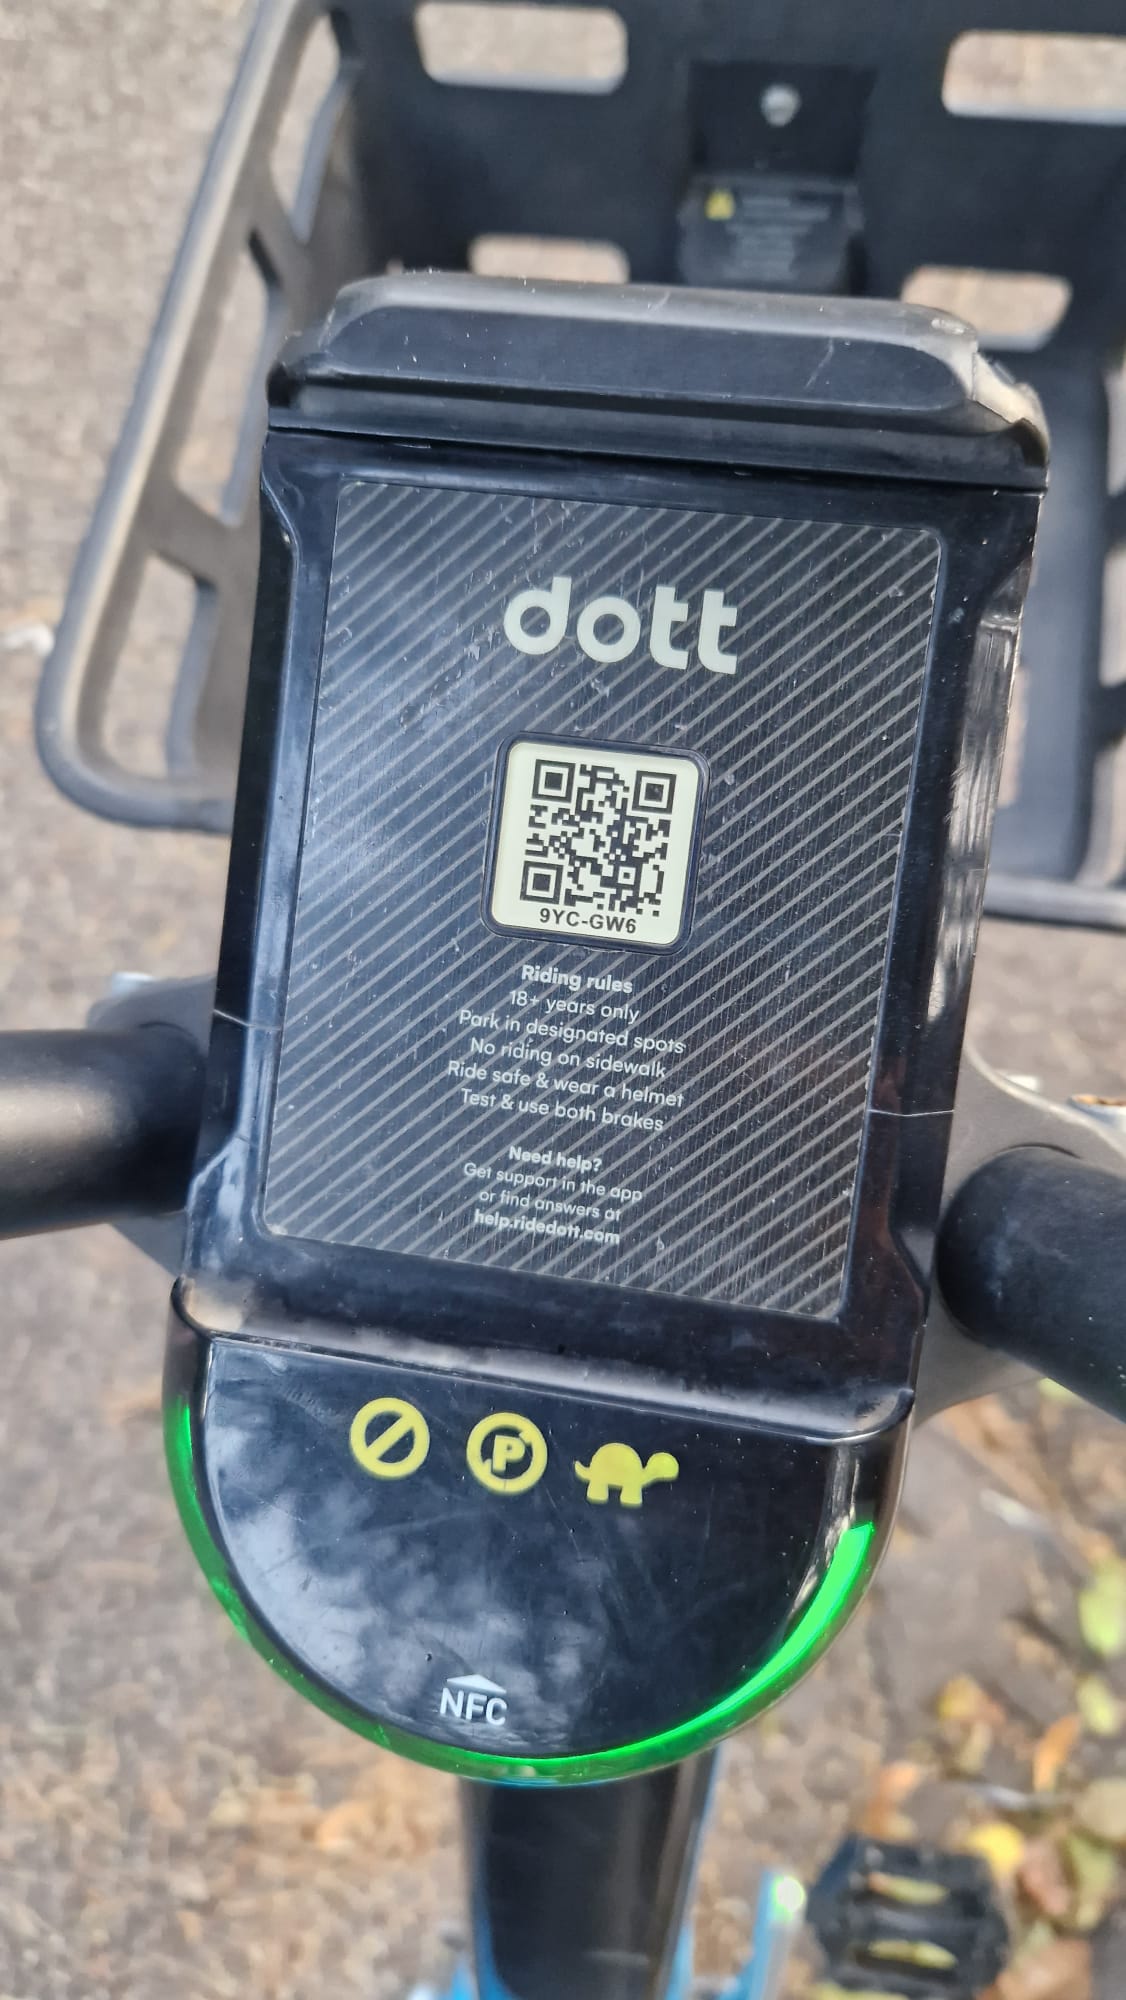 dott
9YC-GW6
Riding rules
18+ years only
Park in designated spots
No riding on sidewalk
Ride safe & wear a helmet
Test & use both brakes
Need help?
Get support in the app
or find answers at
help.ridedott.com
P
NFC